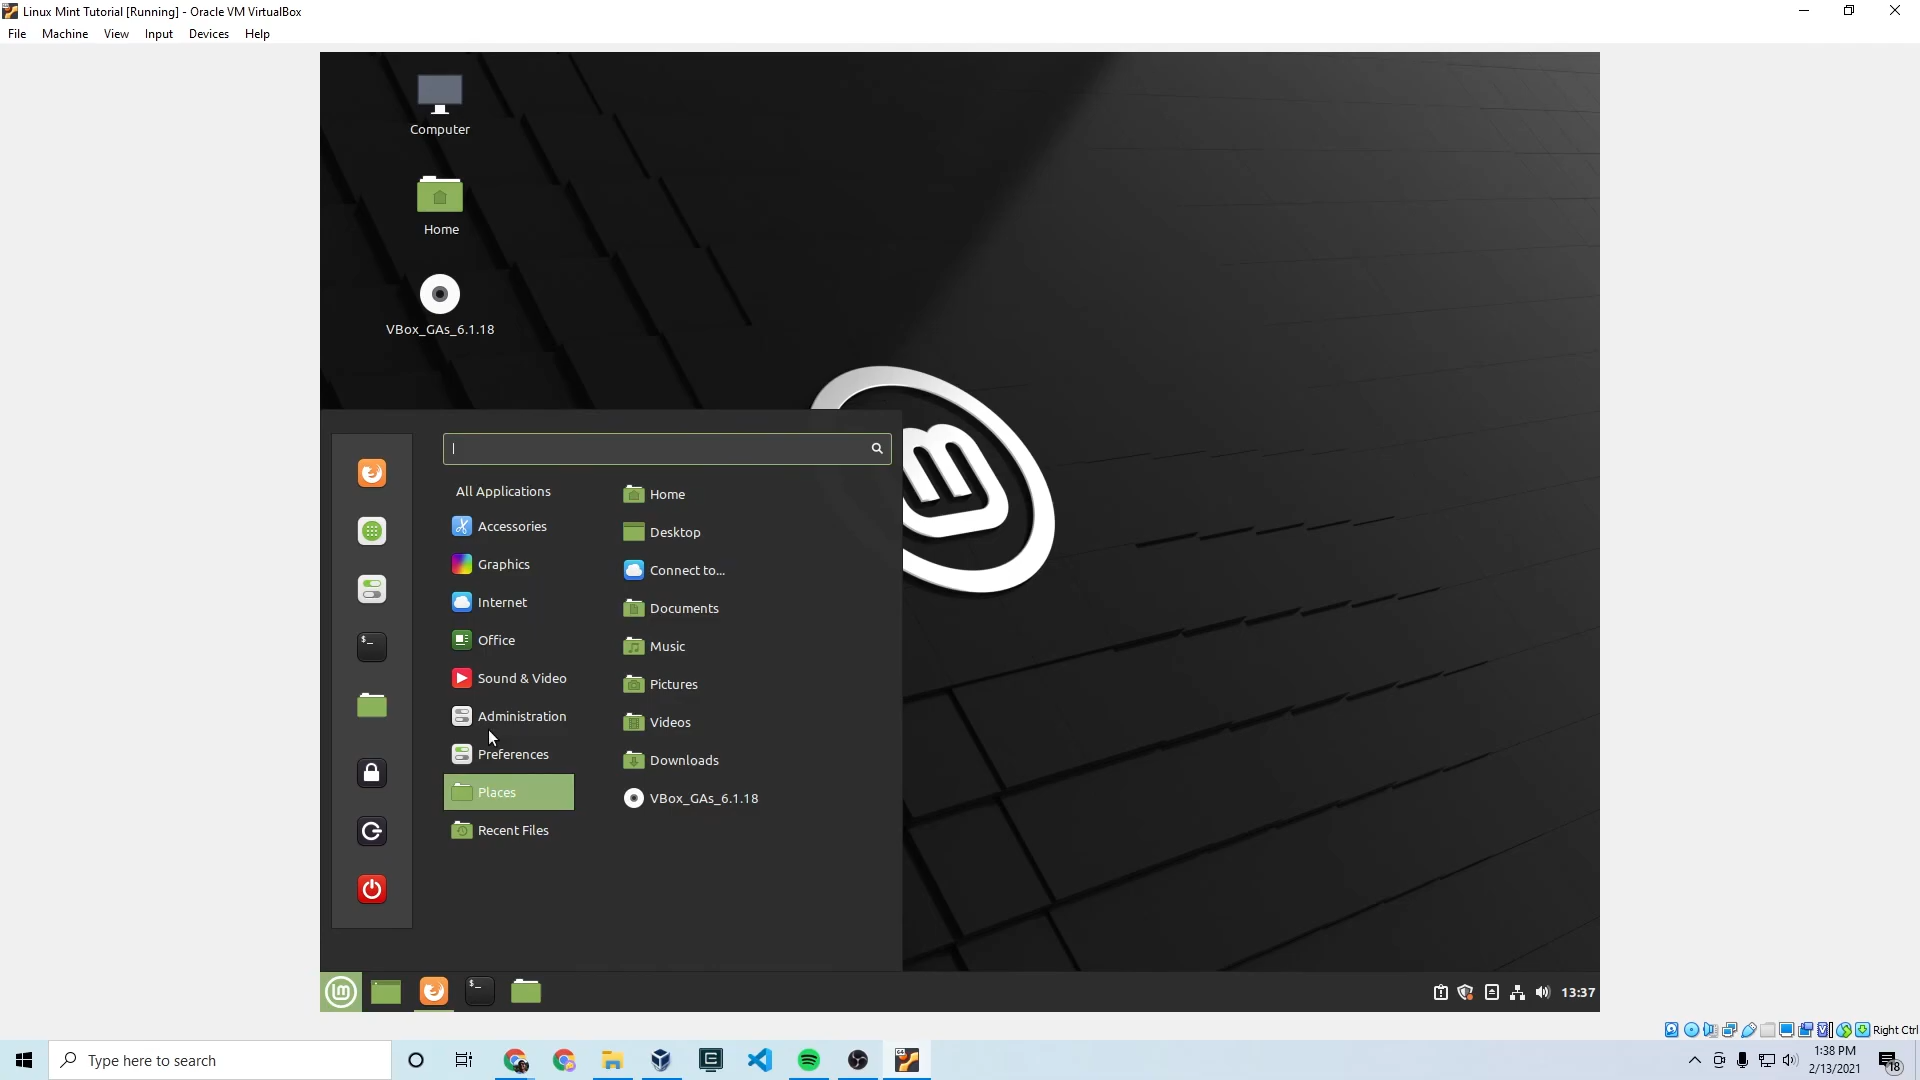 Linux Mint Tutorial [Running] - Oracle VM VirtualBox
File Machine View Input Devices Help
Computer
Home
VBox_GAs_6.1.18
All Applications
Accessories
Graphics
Internet
Office
Sound & Video
Administration
Preferences
Places
Recent Files
Home
Desktop
Connect to...
Documents
Music
Pictures
Videos
Downloads
VBox_GAs_6.1.18
13:37
Right Ctrl
Type here to search
1:38 PM
2/13/2021
18